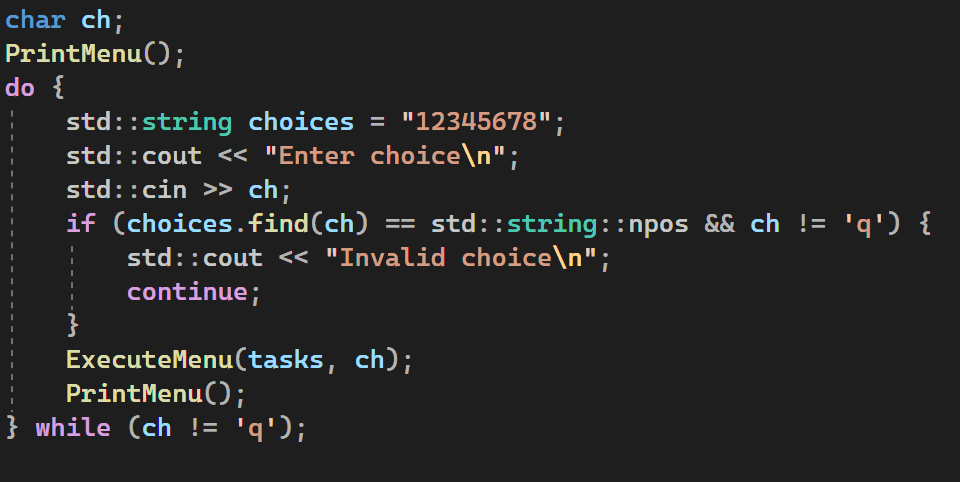 char ch;
PrintMenu();
do {
    std::string choices = "12345678";
    std::cout << "Enter choice\n";
    std::cin >> ch;
    if (choices.find(ch) == std::string::npos && ch != 'q') {
        std::cout << "Invalid choice\n";
        continue;
    }
    ExecuteMenu(tasks, ch);
    PrintMenu();
} while (ch != 'q');